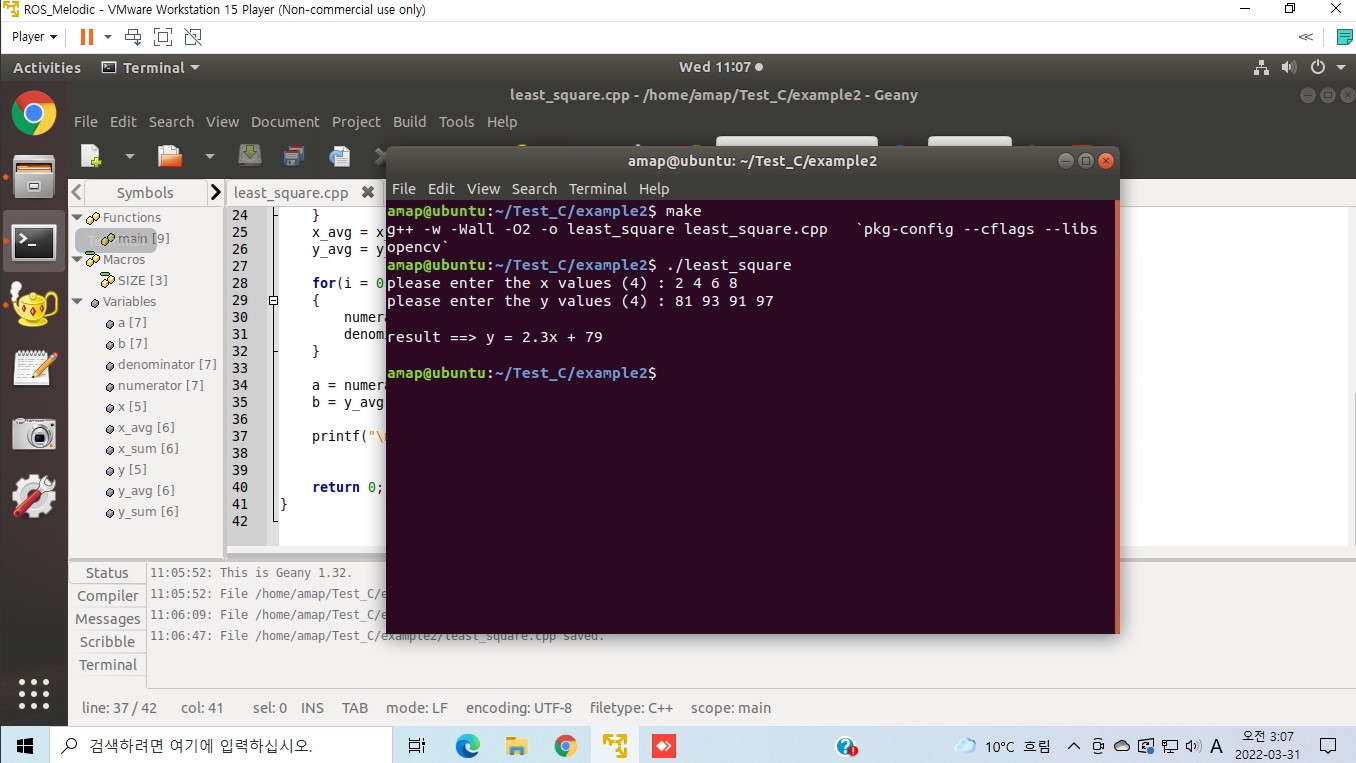 ROS_Melodic - VMware Workstation 15 Player (Non-commercial use only)
Player
Activities
Terminal
Wed 11:07
least_square.cpp - /home/amap/Test_C/example2 - Geany
File Edit Search View Document Project Build Tools Help
Symbols
least_square.cpp
Functions
main [9]
Macros
SIZE [3]
Variables
a [7]
b [7]
denominator [7]
numerator [7]
x [5]
x_avg [6]
x_sum [6]
y [5]
y_avg [6]
y_sum [6]
24 }
25 x_avg = x
26 y_avg = y
27
28 for(i = 0
29 {
30 numera
31 denom
32 }
33
34 a = numera
35 b = y_avg
36
37 printf("\
38
39
40 return 0;
41 }
42
amap@ubuntu: ~/Test_C/example2
File Edit View Search Terminal Help
amap@ubuntu:~/Test_C/example2$ make
g++ -w -Wall -O2 -o least_square least_square.cpp `pkg-config --cflags --libs
opencv`
amap@ubuntu:~/Test_C/example2$ ./least_square
please enter the x values (4) : 2 4 6 8
please enter the y values (4) : 81 93 91 97
result ==> y = 2.3x + 79
amap@ubuntu:~/Test_C/example2$
Status
Compiler
Messages
Scribble
Terminal
11:05:52: This is Geany 1.32.
11:05:52: File /home/amap/Test_C/e
11:06:09: File /home/amap/Test_C/e
11:06:47: File /home/amap/Test_C/example2/least_square.cpp saved.
line: 37 / 42 col: 41 sel: 0 INS TAB mode: LF encoding: UTF-8 filetype: C++ scope: main
검색하려면 여기에 입력하십시오.
10°C 흐림
A
오전 3:07
2022-03-31